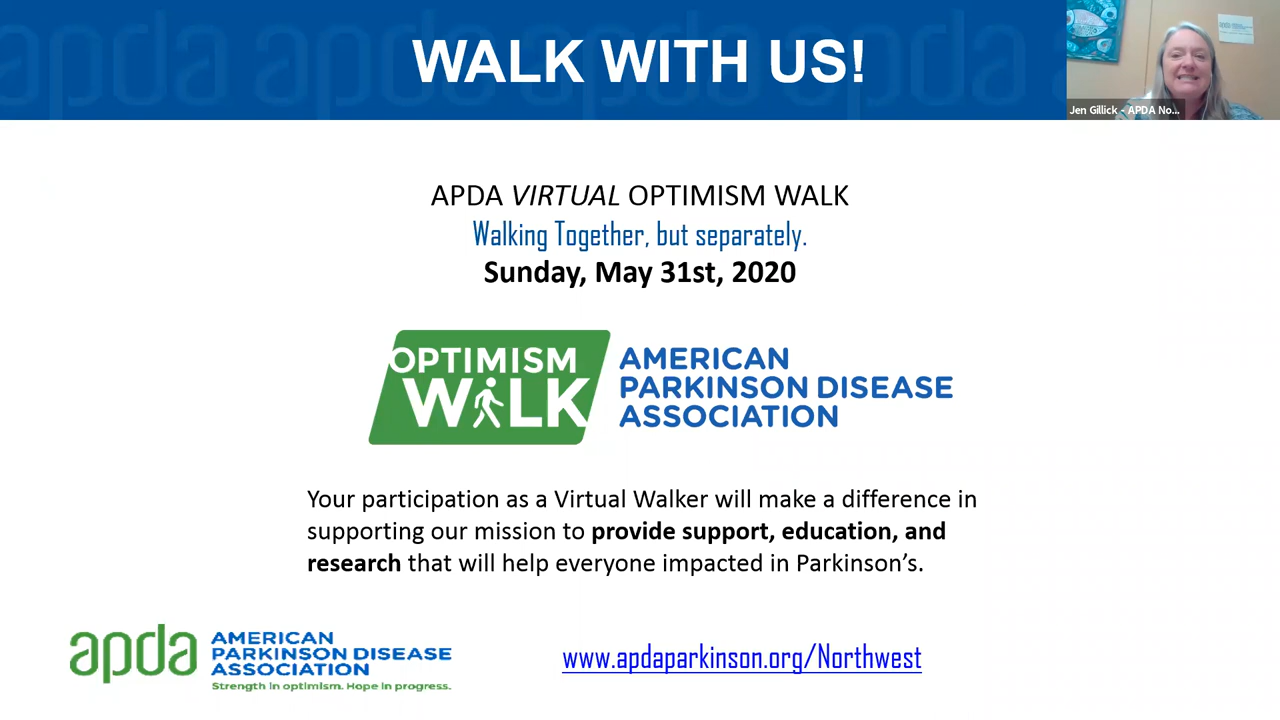 WALK WITH US!
Jen Gillick - APDA No...
APDA VIRTUAL OPTIMISM WALK
Walking Together, but separately.
Sunday, May 31st, 2020
OPTIMISM
WALK
AMERICAN
PARKINSON DISEASE
ASSOCIATION
Your participation as a Virtual Walker will make a difference in
supporting our mission to provide support, education, and
research that will help everyone impacted in Parkinson's.
apda
AMERICAN
PARKINSON DISEASE
ASSOCIATION
Strength in optimism. Hope in progress.
www.apdaparkinson.org/Northwest